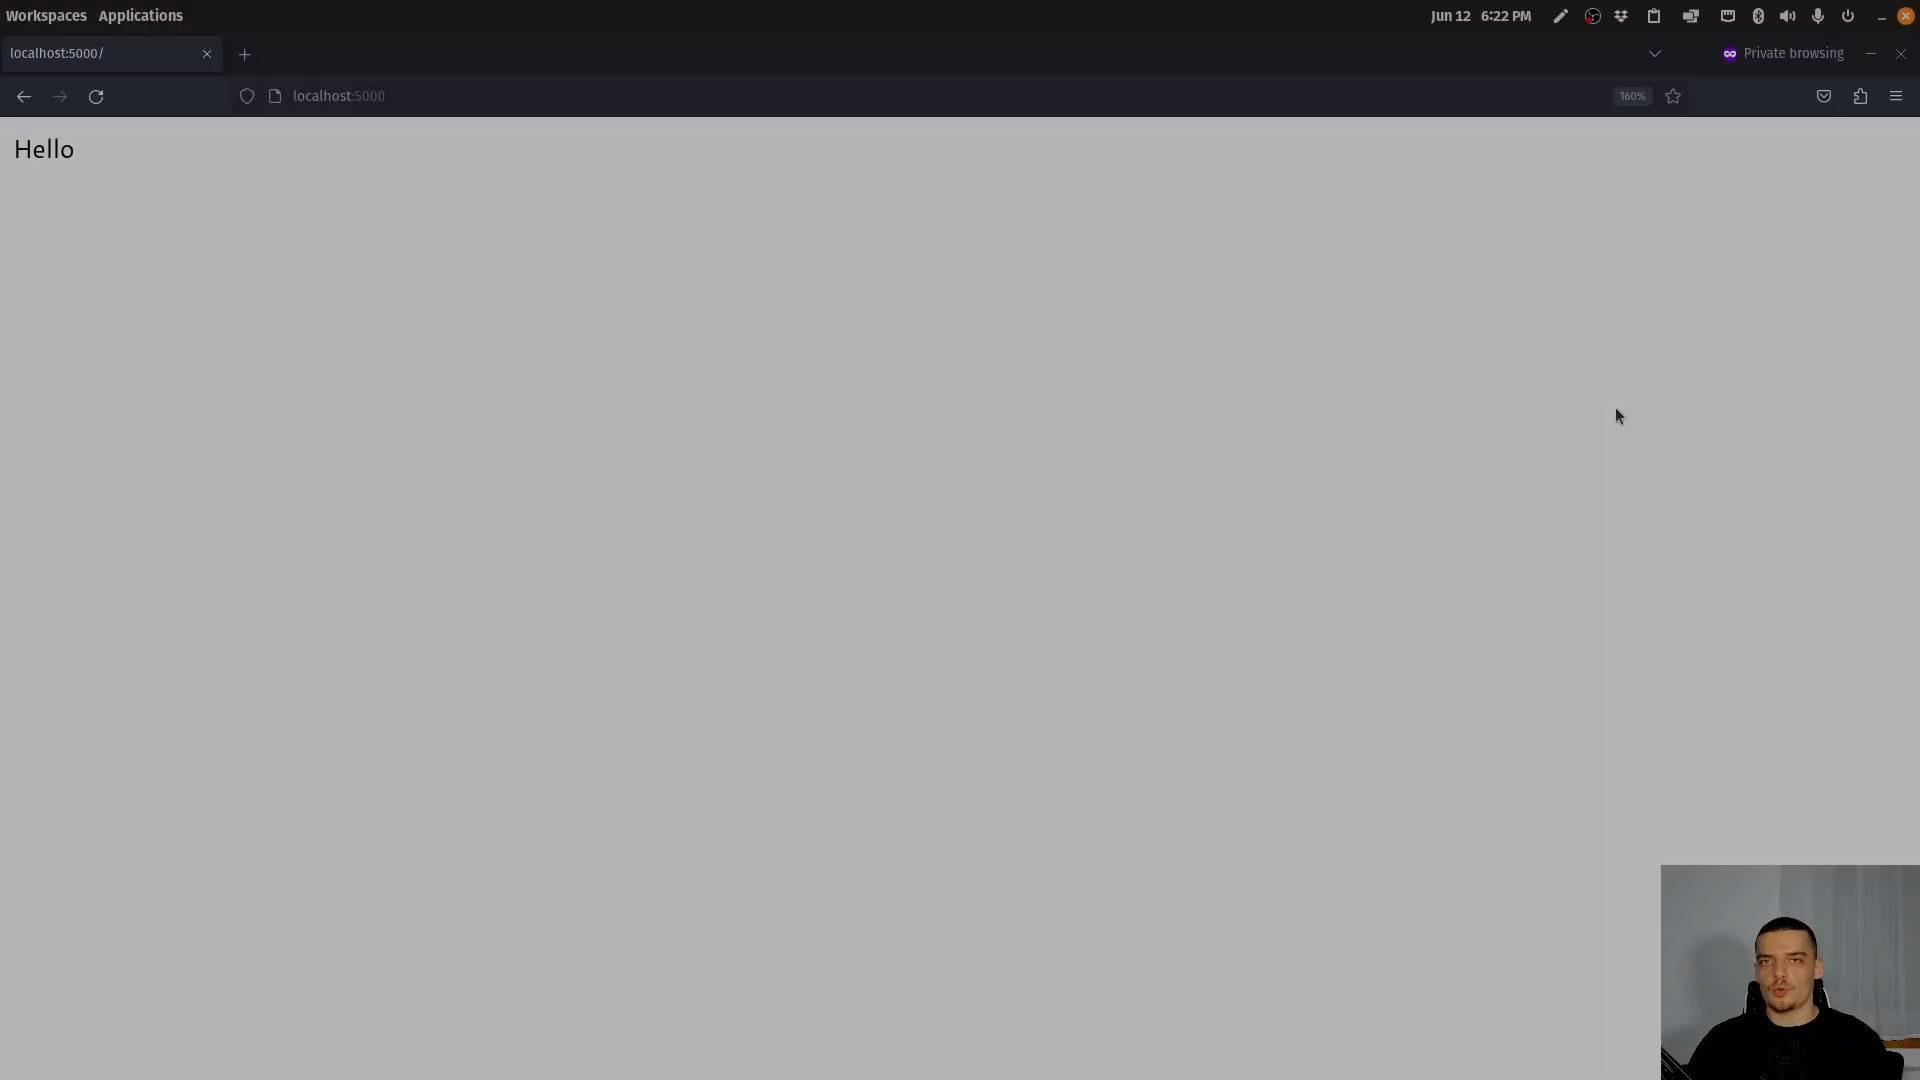 Workspaces Applications Jun 12 6:22 PM
localhost:5000/ Private browsing
localhost:5000 160%
Hello